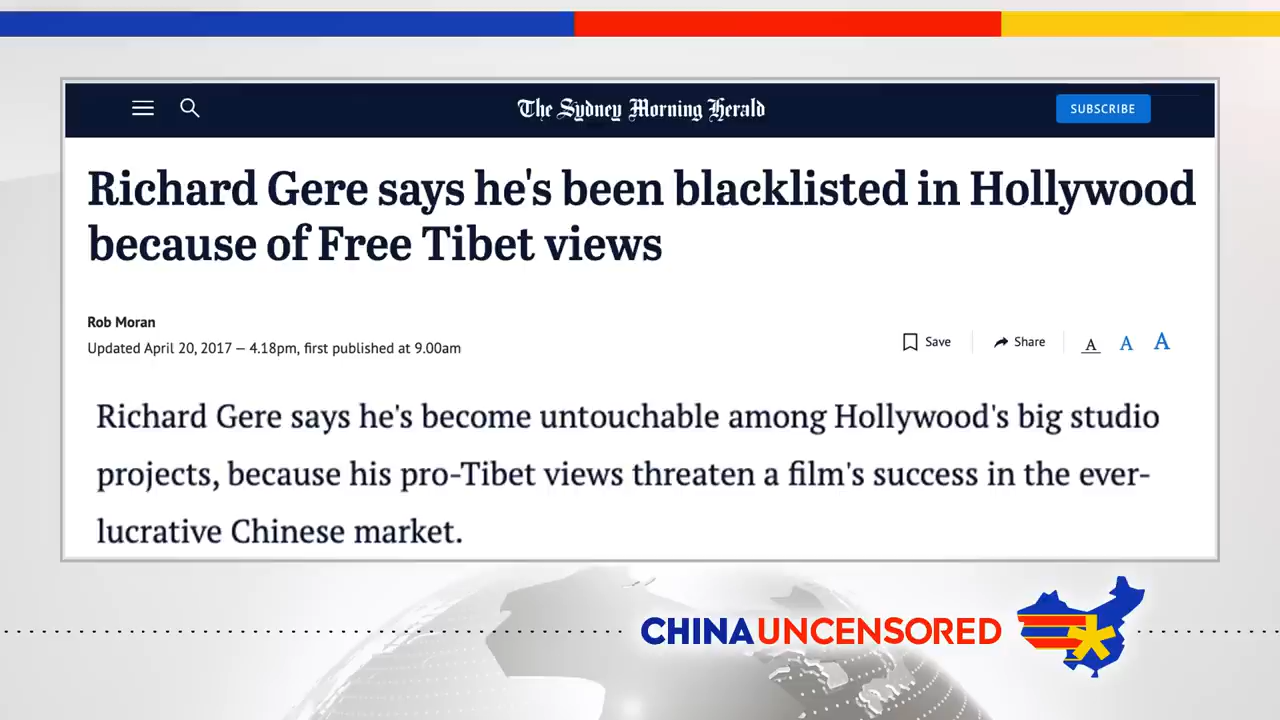 The Sydney Morning Herald
SUBSCRIBE
Richard Gere says he's been blacklisted in Hollywood
because of Free Tibet views
Rob Moran
Updated April 20, 2017 – 4.18pm, first published at 9.00am
Save
Share
A A A
Richard Gere says he's become untouchable among Hollywood's big studio
projects, because his pro-Tibet views threaten a film's success in the ever-
lucrative Chinese market.
CHINA UNCENSORED